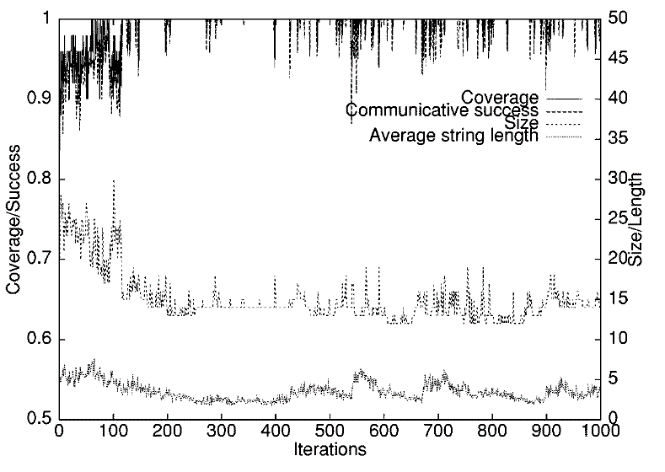 1
0.9
0.8
0.7
0.6
0.5
Coverage/Success
50
45
40
35
30
25
20
15
10
5
0
Size/Length
Coverage
Communicative success
Size
Average string length
0 100 200 300 400 500 600 700 800 900 1000
Iterations